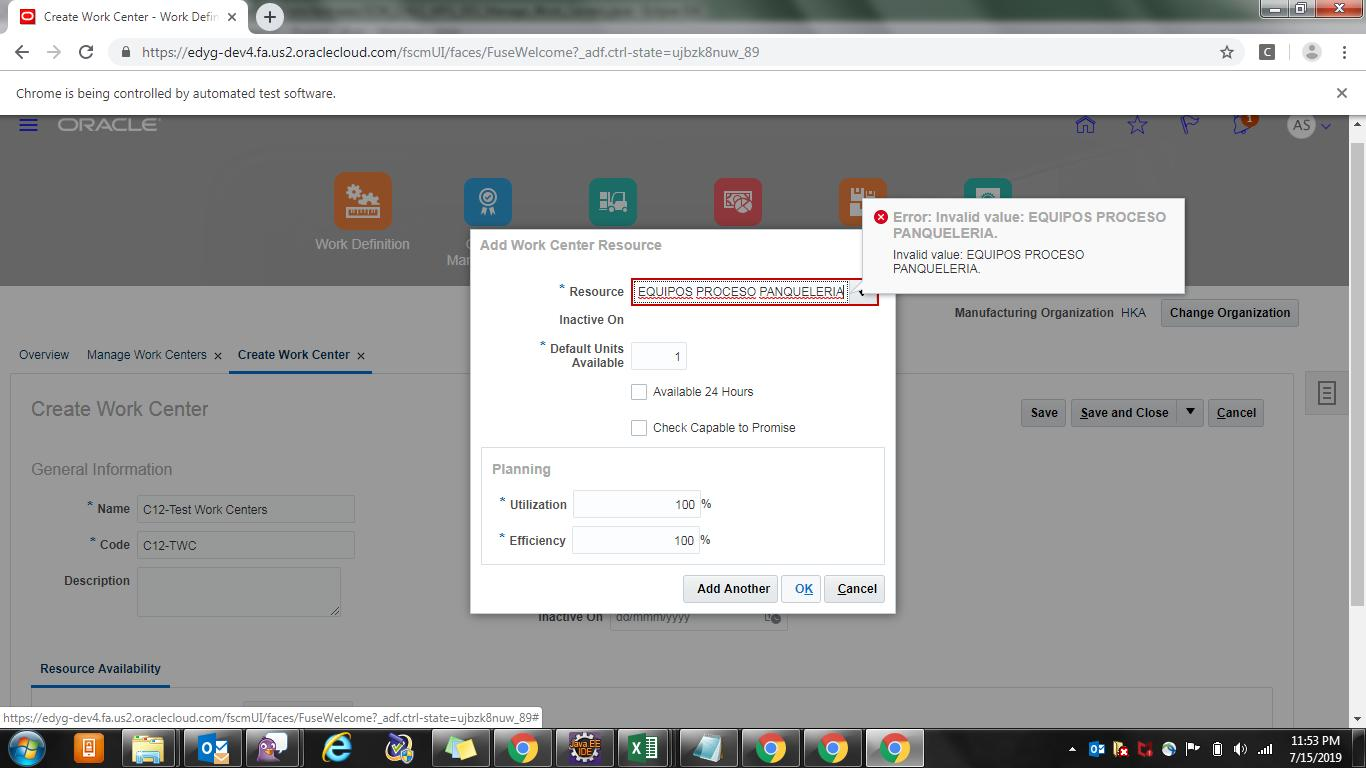 Create Work Center - Work Defin
https://edyg-dev4.fa.us2.oraclecloud.com/fscmUI/faces/FuseWelcome?_adf.ctrl-state=ujbzk8nuw_89
C
Chrome is being controlled by automated test software.
ORACLE
1
AS
Work Definition
Add Work Center Resource
Error: Invalid value: EQUIPOS PROCESO
PANQUELERIA.
Invalid value: EQUIPOS PROCESO
PANQUELERIA.
* Resource EQUIPOS PROCESO PANQUELERIA
Inactive On
* Default Units
Available 1
Available 24 Hours
Check Capable to Promise
Planning
* Utilization 100 %
* Efficiency 100 %
Add Another OK Cancel
Manufacturing Organization HKA Change Organization
Overview Manage Work Centers Create Work Center
Create Work Center
Save Save and Close Cancel
General Information
* Name C12-Test Work Centers
* Code C12-TWC
Description
Inactive On dd/mmm/yyyy
Resource Availability
https://edyg-dev4.fa.us2.oraclecloud.com/fscmUI/faces/FuseWelcome?_adf.ctrl-state=ujbzk8nuw_89#
Java EE
IDE
11:53 PM
7/15/2019